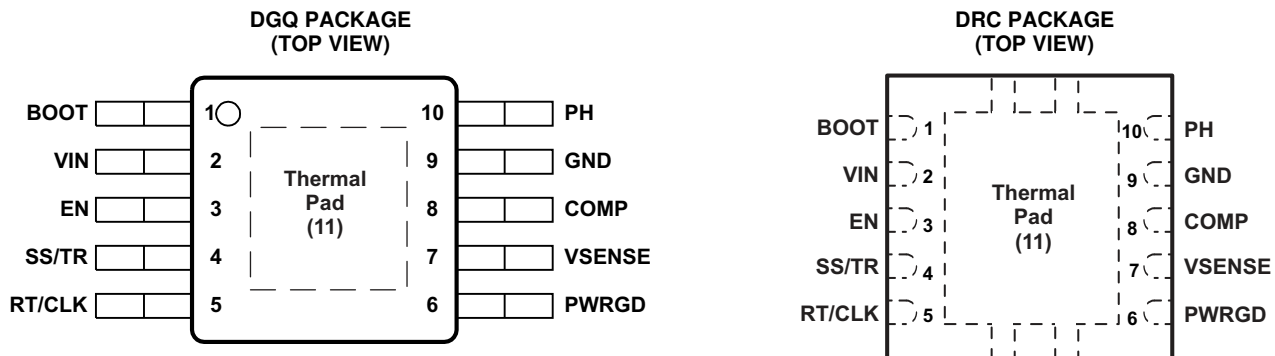 DGQ PACKAGE
(TOP VIEW)
BOOT 1 10 PH
VIN 2 9 GND
EN 3 8 COMP
SS/TR 4 7 VSENSE
RT/CLK 5 6 PWRGD
Thermal
Pad
(11)
DRC PACKAGE
(TOP VIEW)
BOOT 1 10 PH
VIN 2 9 GND
EN 3 8 COMP
SS/TR 4 7 VSENSE
RT/CLK 5 6 PWRGD
Thermal
Pad
(11)